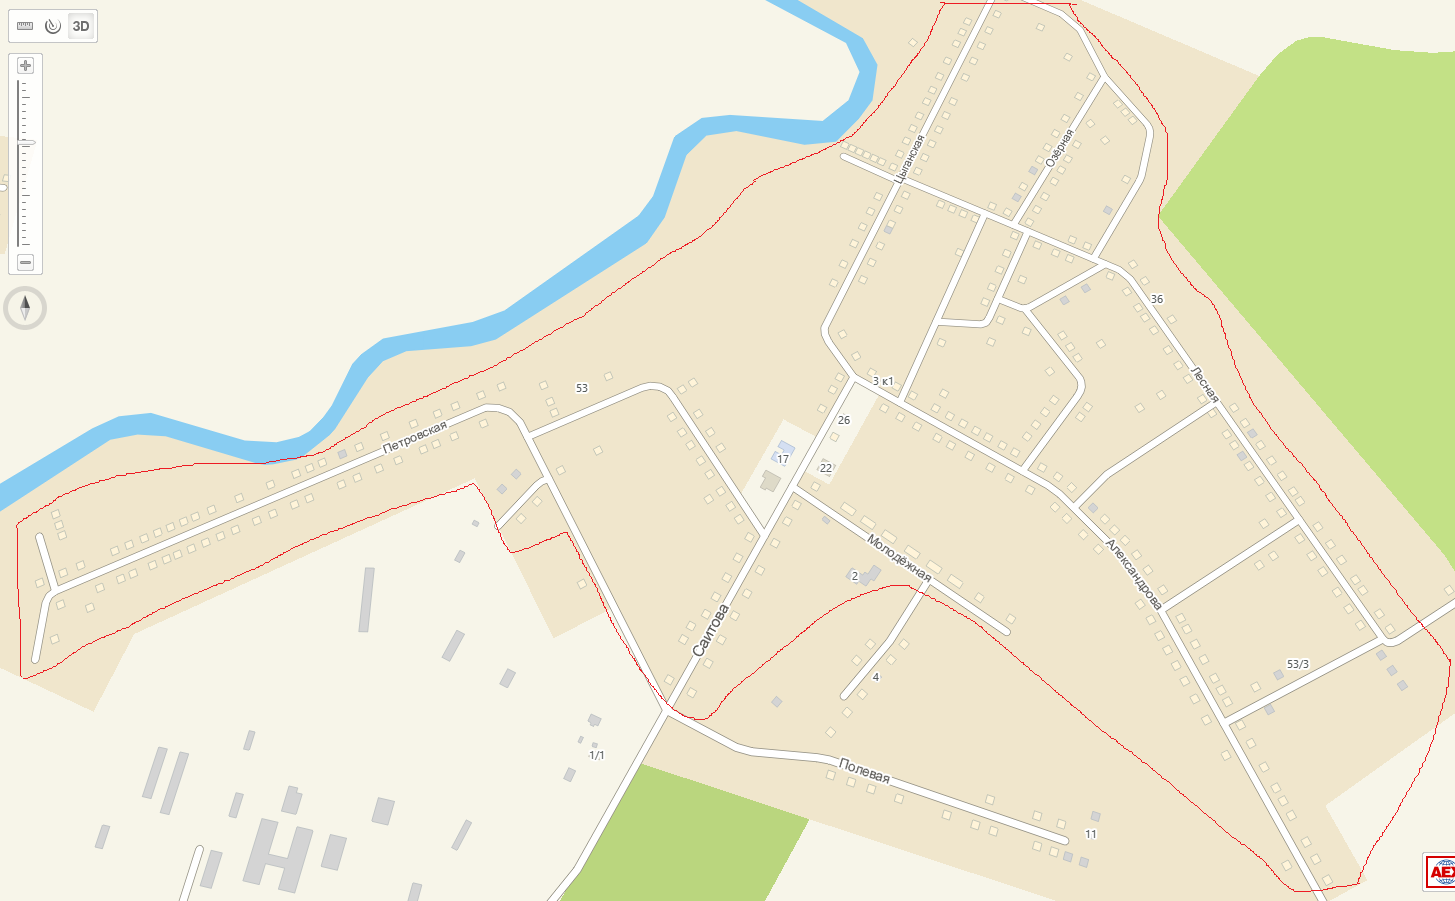 3D
Цыганская
Озёрная
36
Лесная
53
3 к1
Петровская
26
17
22
Молодёжная
Александрова
2
Саитова
53/3
4
1/1
Полевая
11